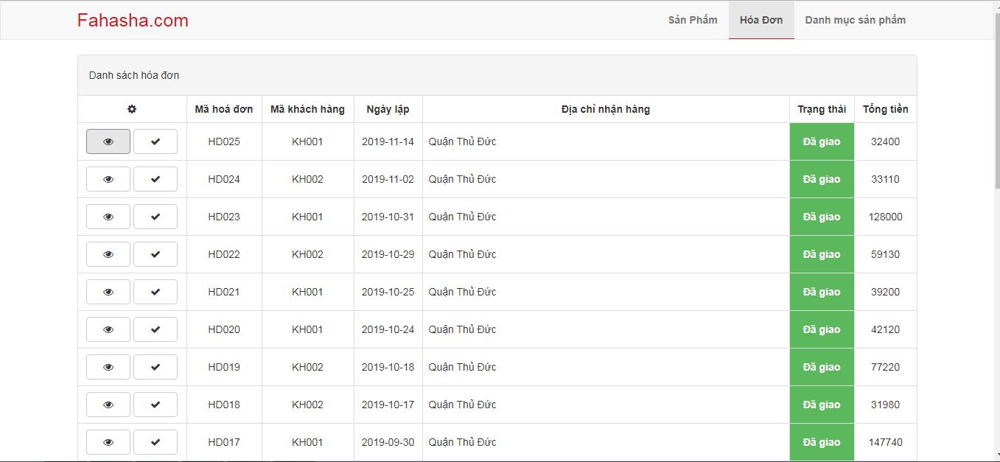 Fahasha.com Sản Phẩm Hóa Đơn Danh mục sản phẩm
Danh sách hóa đơn
Mã hoá đơn Mã khách hàng Ngày lập Địa chỉ nhận hàng Trạng thái Tổng tiền
HD025 KH001 2019-11-14 Quận Thủ Đức Đã giao 32400
HD024 KH002 2019-11-02 Quận Thủ Đức Đã giao 33110
HD023 KH001 2019-10-31 Quận Thủ Đức Đã giao 128000
HD022 KH002 2019-10-29 Quận Thủ Đức Đã giao 59130
HD021 KH001 2019-10-25 Quận Thủ Đức Đã giao 39200
HD020 KH001 2019-10-24 Quận Thủ Đức Đã giao 42120
HD019 KH002 2019-10-18 Quận Thủ Đức Đã giao 77220
HD018 KH002 2019-10-17 Quận Thủ Đức Đã giao 31980
HD017 KH001 2019-09-30 Quận Thủ Đức Đã giao 147740